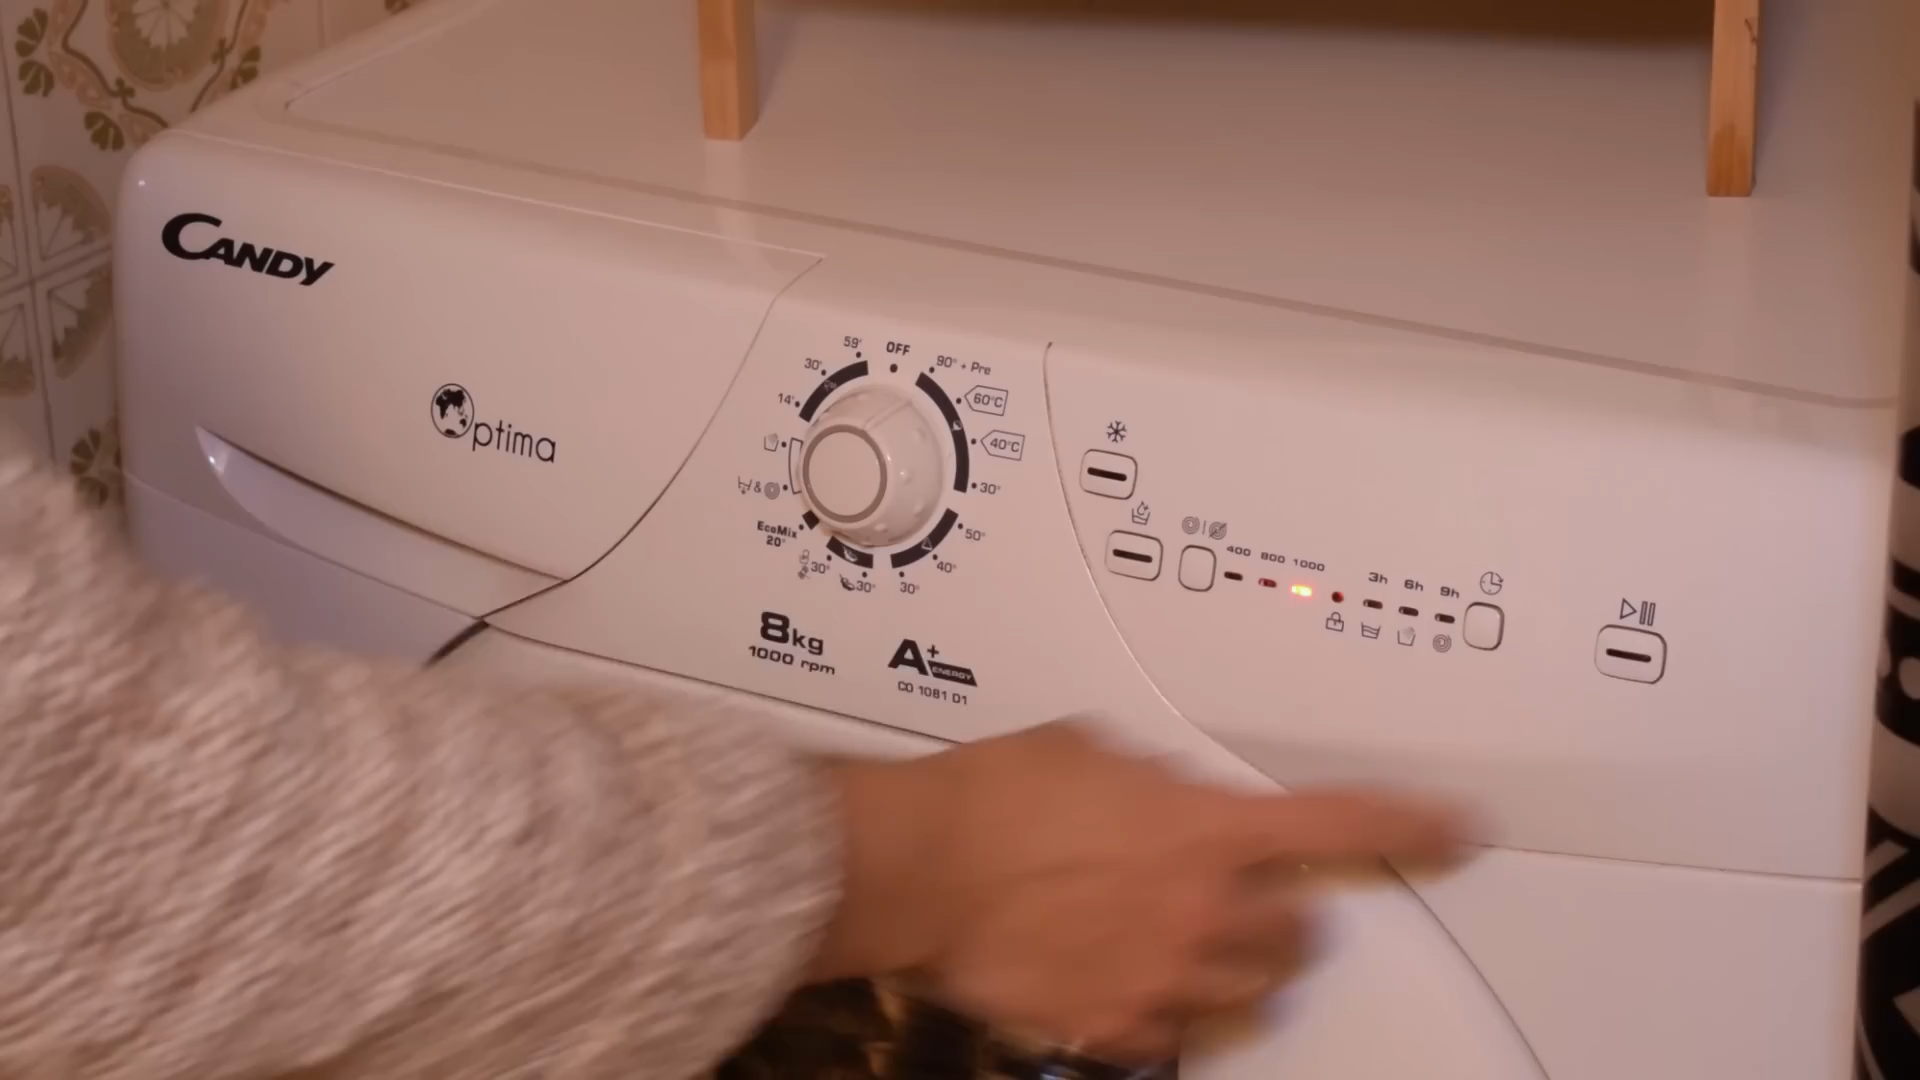 CANDY
Optima
59'
OFF
90° + Pre
30'
60°C
14'
40°C
&
30°
EcoMix
20°
50°
40°
30°
30°
30°
8kg
1000 rpm
A+
ENERGY
CO 1081 D1
400 800 1000
3h 6h 9h